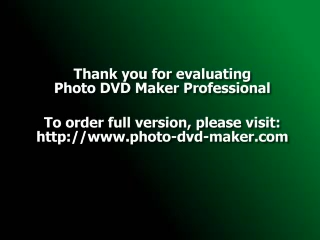 Thank you for evaluating
Photo DVD Maker Professional
To order full version, please visit:
http://www.photo-dvd-maker.com